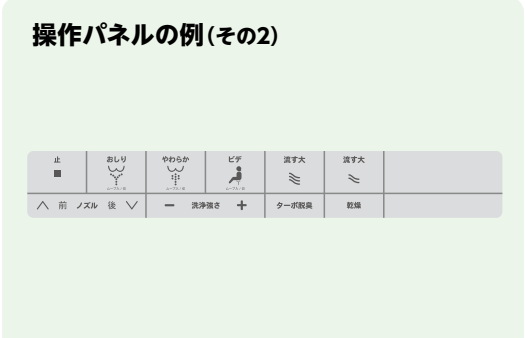 操作パネルの例(その2)
止 おしり やわらか ビデ 流す大 流す大
前 ノズル 後 − 洗浄強さ + ターボ脱臭 乾燥